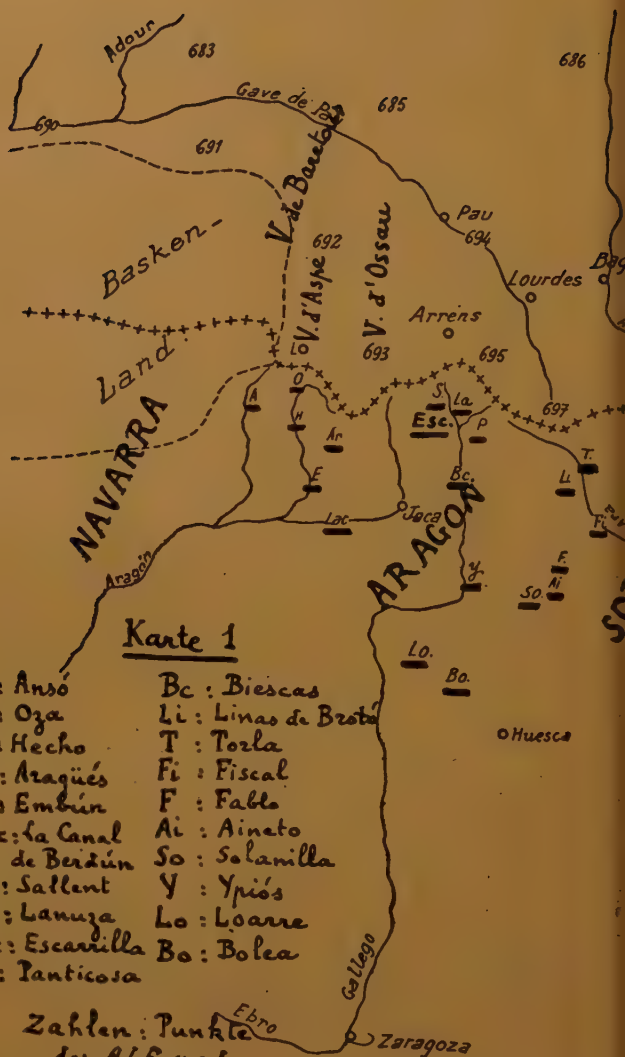 Adour
683
686
Gave de Pau
690
685
691
V. de Baretous
Pau
Basken-
692
694
V. d'Aspe
V. d'Ossau
Lourdes
Bag
Arrens
Land
L
693
695
O
S.
La
697
A
H
Esc.
P
Ar
T.
NAVARRA
E
Bc.
Li
Lac
Jaca
Fi
ARAGON
Aragón
F.
Y
Ai
So.
Karte 1
Lo.
Bo.
: Ansó
Bc : Biescas
: Oza
Li : Linas de Broto
Hecho
T : Torla
Huesca
: Aragüés
Fi : Fiscal
Embún
F : Fablo
: La Canal
Ai : Aineto
de Berdún
So : Solanilla
: Sallent
Y : Ypiés
: Lanuza
Lo : Loarre
: Escarrilla
Bo : Bolea
: Panticosa
Gallego
Zahlen : Punkte
Ebro
Zaragoza